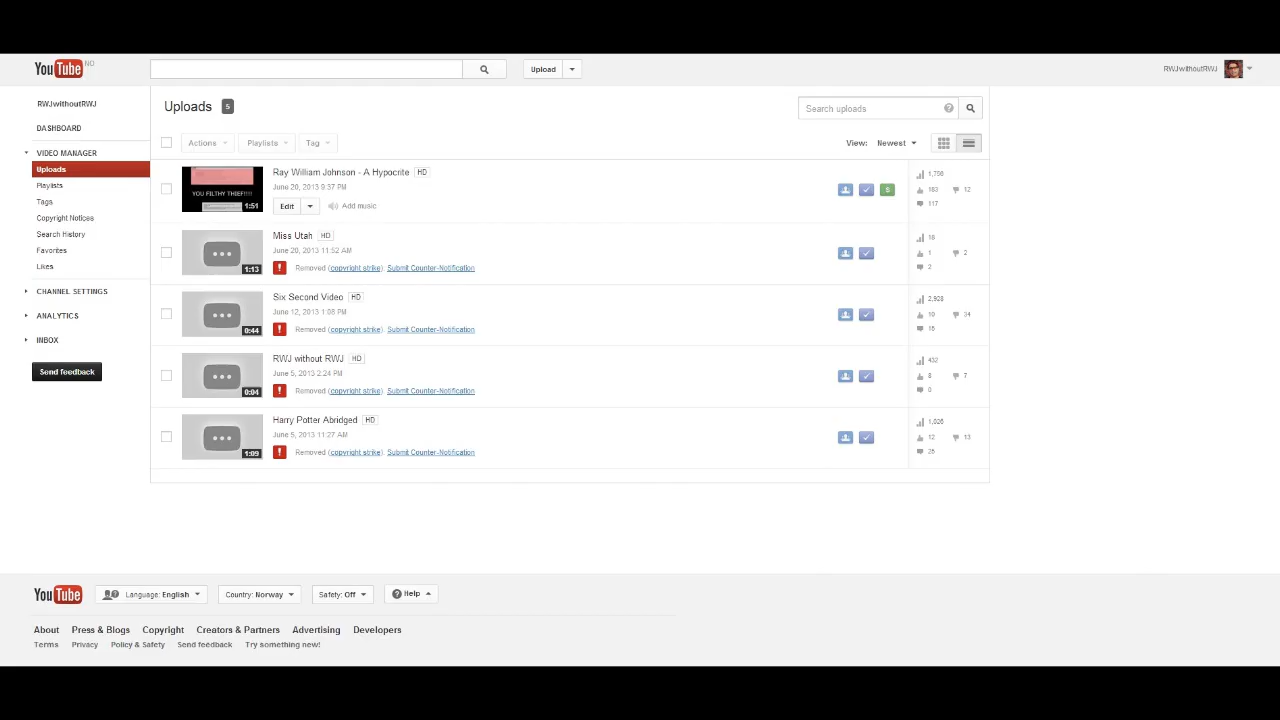 YouTube NO
Upload
RWJwithoutRWJ
RWJwithoutRWJ
DASHBOARD
VIDEO MANAGER
Uploads
Playlists
Tags
Copyright Notices
Search History
Favorites
Likes
CHANNEL SETTINGS
ANALYTICS
INBOX
Send feedback
Uploads 5
Search uploads ?
Actions Playlists Tag
View: Newest
YOU FILTHY THIEF!!!!
1:51
Ray William Johnson - A Hypocrite HD
June 20, 2013 9:37 PM
Edit Add music
$
1,756
183 12
117
1:13
Miss Utah HD
June 20, 2013 11:52 AM
Removed (copyright strike). Submit Counter-Notification
16
1 2
2
0:44
Six Second Video HD
June 12, 2013 1:08 PM
Removed (copyright strike). Submit Counter-Notification
2,928
10 34
15
0:04
RWJ without RWJ HD
June 5, 2013 2:24 PM
Removed (copyright strike). Submit Counter-Notification
432
8 7
0
1:09
Harry Potter Abridged HD
June 5, 2013 11:27 AM
Removed (copyright strike). Submit Counter-Notification
1,026
12 13
25
YouTube Language: English Country: Norway Safety: Off Help
About Press & Blogs Copyright Creators & Partners Advertising Developers
Terms Privacy Policy & Safety Send feedback Try something new!